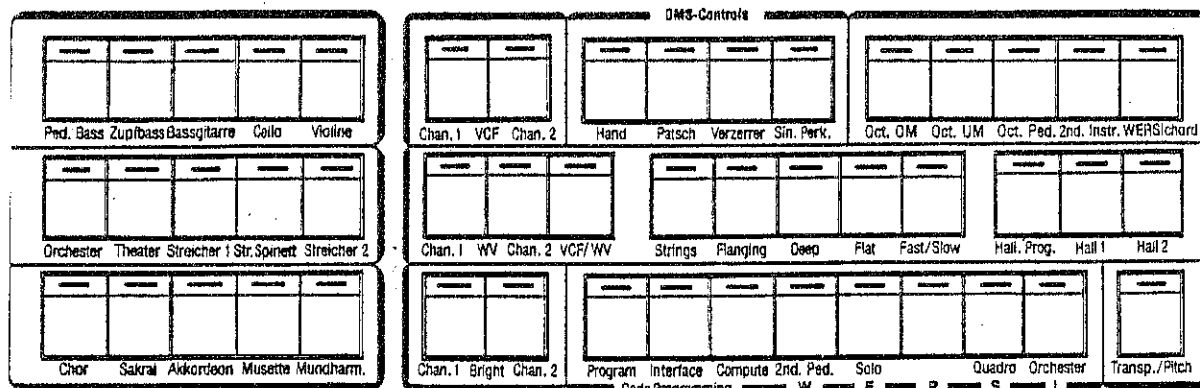 DMS-Controls
Ped. Bass Zupfbass Bassgitarre Cello Violine
Chan. 1 VCF Chan. 2
Hand Patsch Verzerrer Sin. Perk.
Oct. OM Oct. UM Oct. Ped. 2nd. Instr. WERSIchord
Orchester Theater Streicher 1 Str. Spinett Streicher 2
Chan. 1 WV Chan. 2 VCF/WV
Strings Flanging Deep Flat Fast/Slow
Hall. Prog. Hall 1 Hall 2
Chor Sakral Akkordeon Musette Mundharm.
Chan. 1 Bright Chan. 2
Program Interface Compute 2nd. Ped. Solo Quadro Orchester
Transp./Pitch
Programming W E R S I